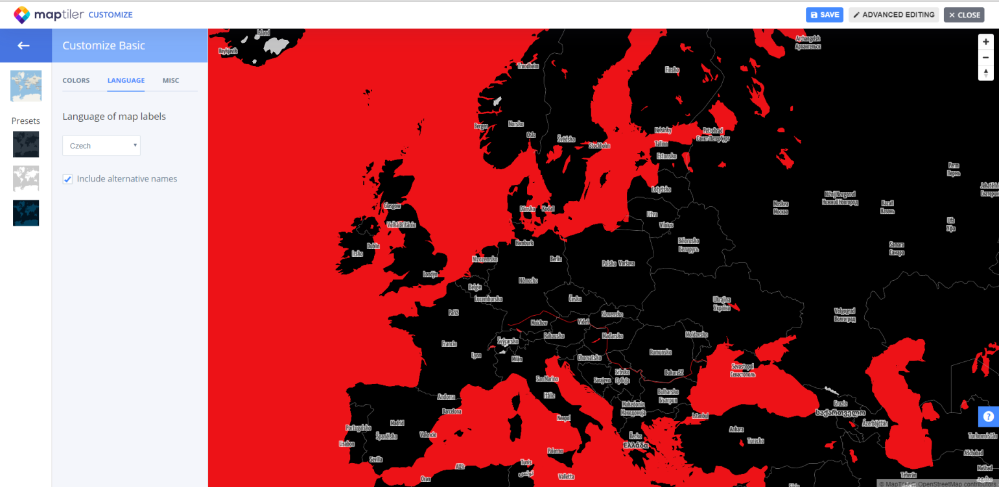 maptiler CUSTOMIZE
SAVE
ADVANCED EDITING
CLOSE
Customize Basic
COLORS
LANGUAGE
MISC
Language of map labels
Czech
Include alternative names
Presets
Island
Reykjavík
Archangelsk
Архангельск
Trondheim
Finsko
Bergen
Norsko
Oslo
Švédsko
Stockholm
Helsinky
Petrohrad
Санкт-Петербург
Tallinn
Estonsko
Perm
Пермь
Lotyšsko
Nižnij Novgorod
Нижний Новгород
Moskva
Москва
Kazaň
Казань
Glasgow
Dánsko
Kodaň
Litva
Vilnius
Ufa
Уфа
Velká Británie
Dublin
Irsko
Hamburk
Bělorusko
Беларусь
Samara
Самара
Nizozemsko
Berlín
Polsko
Varšava
Londýn
Německo
Belgie
Lucembursko
Česko
Ukrajina
Україна
Paříž
Slovensko
Volgograd
Волгоград
Mnichov
Vídeň
Francie
Švýcarsko
Rakousko
Maďarsko
Moldavsko
Lyon
Milán
Chorvatsko
Rumunsko
San Marino
Sarajevo
Srbsko
Србија
Bukurešť
Sevastopol
Севастополь
Andorra
Itálie
Bulharsko
България
Barcelona
Makedonie
Македонија
Gruzie
საქართველო
Istanbul
Neapol
Ázerbájdžán
Portugalsko
Madrid
Španělsko
Valencie
Řecko
Ελλάδα
Ankara
Turecko
Turkmenistán
Lisabon
Palermo
Ašchabad
Sevilla
Alžír
Tunis
تونس
Valletta
Oran
Teherán
Sýrie
© MapTiler © OpenStreetMap contributors